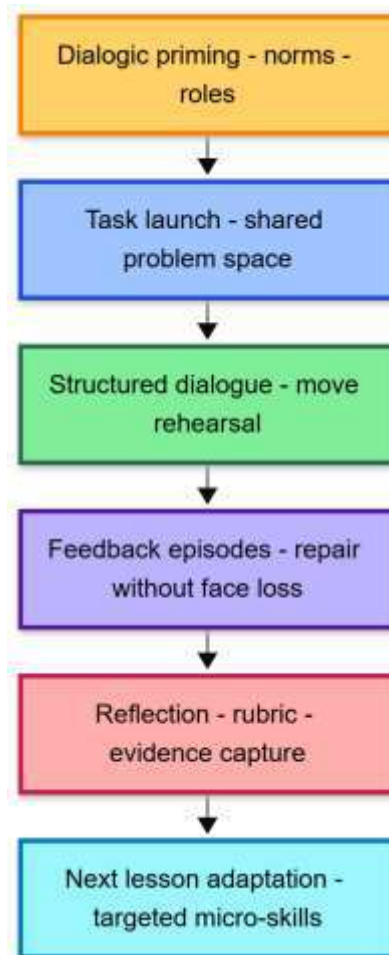 Dialogic priming - norms -
roles
Task launch - shared
problem space
Structured dialogue - move
rehearsal
Feedback episodes - repair
without face loss
Reflection - rubric -
evidence capture
Next lesson adaptation -
targeted micro-skills